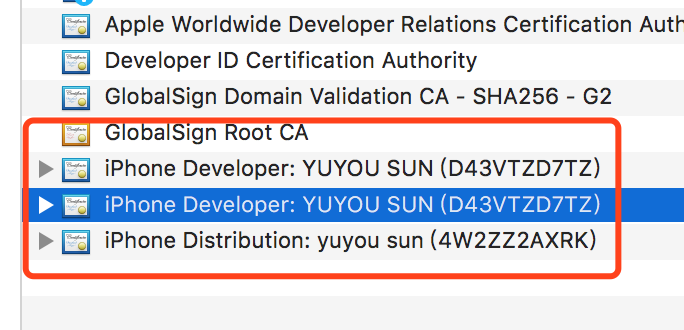 Apple Worldwide Developer Relations Certification Auth
Developer ID Certification Authority
GlobalSign Domain Validation CA - SHA256 - G2
GlobalSign Root CA
iPhone Developer: YUYOU SUN (D43VTZD7TZ)
iPhone Developer: YUYOU SUN (D43VTZD7TZ)
iPhone Distribution: yuyou sun (4W2ZZ2AXRK)